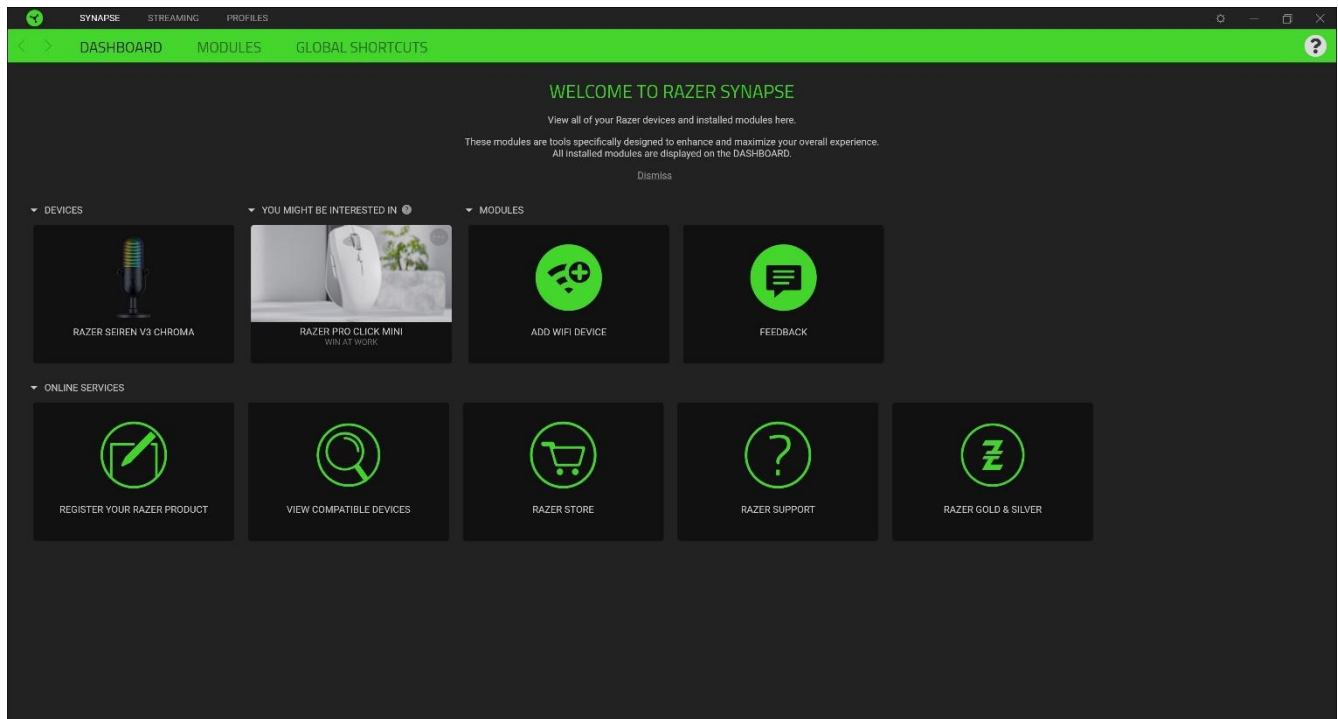 SYNAPSE STREAMING PROFILES
DASHBOARD MODULES GLOBAL SHORTCUTS
WELCOME TO RAZER SYNAPSE
View all of your Razer devices and installed modules here.
These modules are tools specifically designed to enhance and maximize your overall experience.
All installed modules are displayed on the DASHBOARD.
Dismiss
DEVICES
YOU MIGHT BE INTERESTED IN
MODULES
RAZER SEIREN V3 CHROMA
RAZER PRO CLICK MINI
WIN AT WORK
ADD WIFI DEVICE
FEEDBACK
ONLINE SERVICES
REGISTER YOUR RAZER PRODUCT
VIEW COMPATIBLE DEVICES
RAZER STORE
RAZER SUPPORT
RAZER GOLD & SILVER